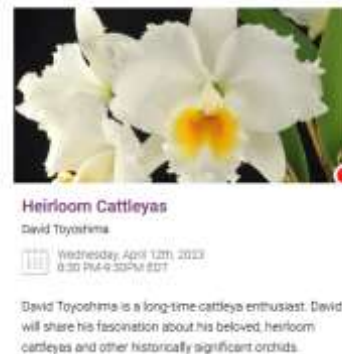 Heirloom Cattleyas
David Toyoshima
Wednesday, April 12th, 2023
8:30 PM-9:30PM EDT
David Toyoshima is a long-time cattleya enthusiast. David
will share his fascination about his beloved, heirloom
cattleyas and other historically significant orchids.